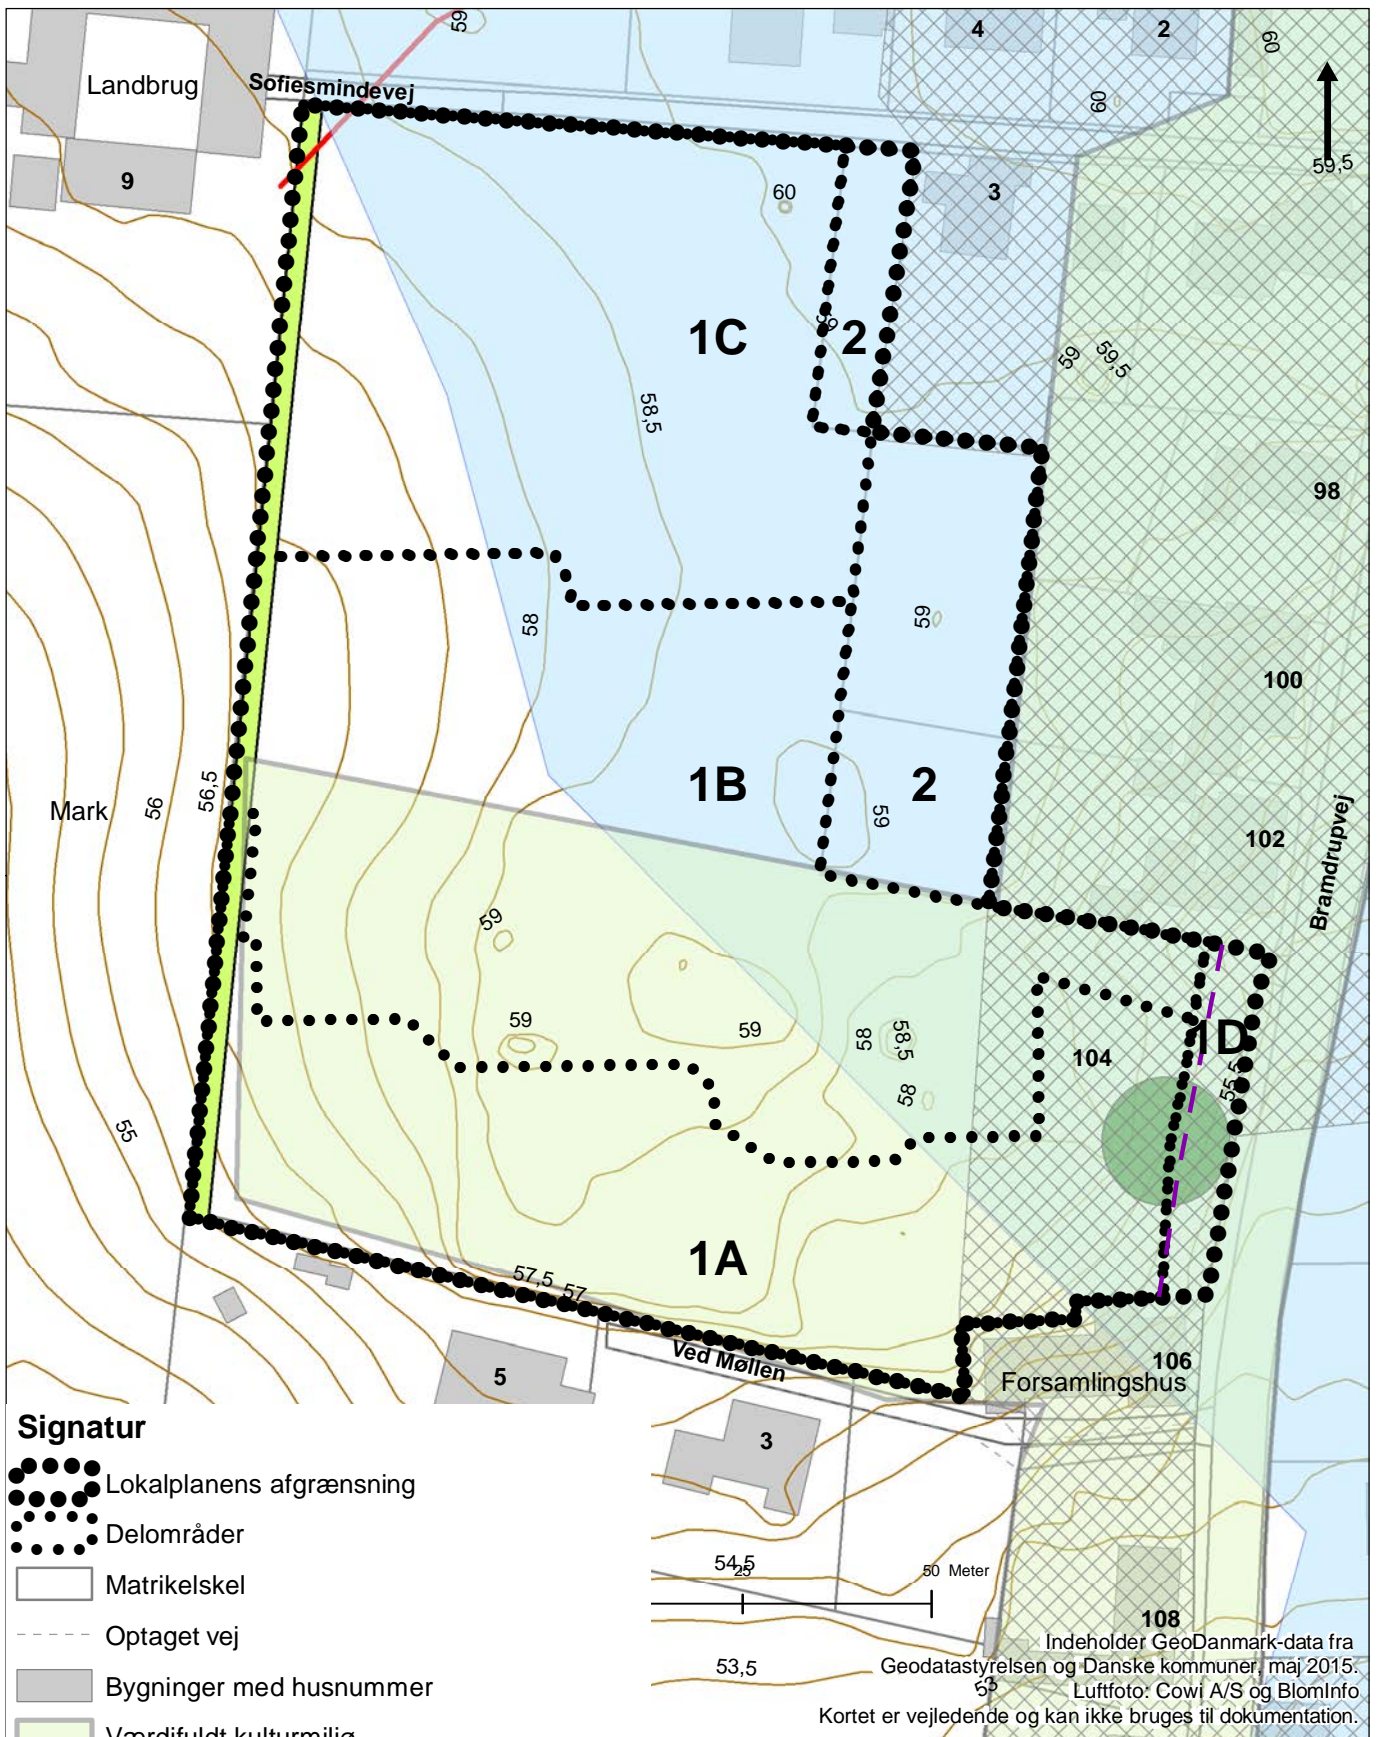 59
4
2
60
Landbrug
Sofiesmindevej
60
59,5
9
60
3
59
1C
2
59
59,5
58,5
98
58
59
100
56,5
1B
2
Mark
56
59
102
Bramdrupvej
59
59
59
58
58,5
1D
104
58
55,5
55
1A
57,5
57
Ved Møllen
106
Forsamlingshus
5
Signatur
3
Lokalplanens afgrænsning
Delområder
54,5
25
50 Meter
Matrikelskel
108
Optaget vej
Indeholder GeoDanmark-data fra
53,5
Geodatastyrelsen og Danske kommuner, maj 2015.
Bygninger med husnummer
53
Luftfoto: Cowi A/S og BlomInfo
Kortet er vejledende og kan ikke bruges til dokumentation.
Værdifuldt kulturmiljø